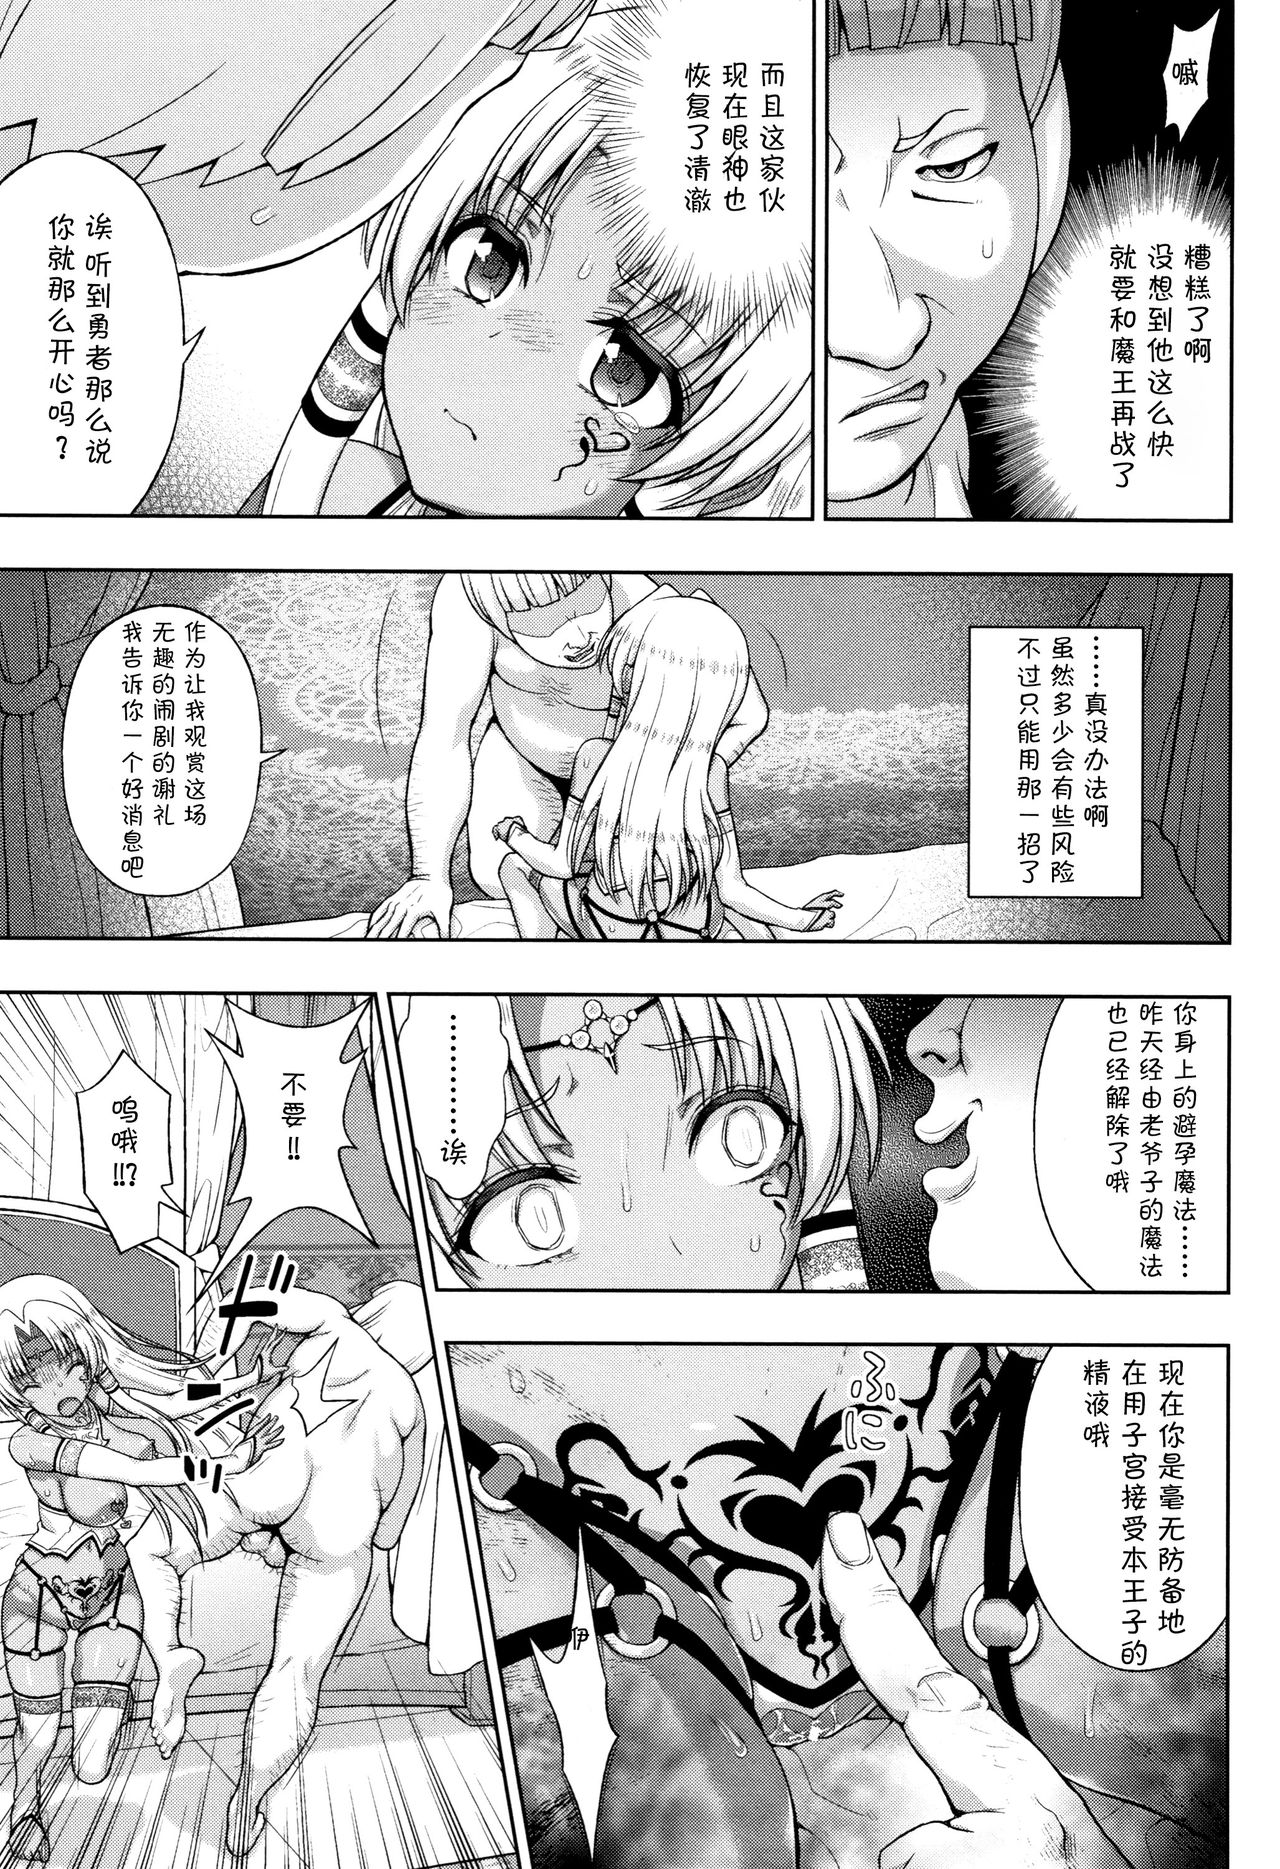 嘁
糟糕了啊
没想到他这么快
就要和魔王再战了
而且这家伙
现在眼神也
恢复了清澈
诶 听到勇者那么说
你就那么开心吗？
……真没办法啊
虽然多少会有些风险
不过只能用那一招了
作为让我观赏这场
无趣的闹剧的谢礼
我告诉你一个好消息吧
你身上的避孕魔法……
昨天经由老爷子的魔法
也已经解除了哦
………
诶
现在你是毫无防备地
在用子宫接受本王子的
精液哦
ふに
伊
不要!!
呜哦!!?
ドンッ